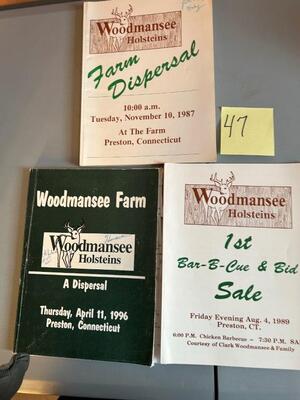 Woodmansee
Holsteins
Farm
Dispersal
10:00 a.m.
Tuesday, November 10, 1987
At The Farm
Preston, Connecticut
47
Woodmansee Farm
Woodmansee
Holsteins
A Dispersal
Thursday, April 11, 1996
Preston, Connecticut
Woodmansee
Holsteins
1st
Bar-B-Cue & Bid
Sale
Friday Evening Aug. 4, 1989
Preston, CT.
6:00 P.M. Chicken Barbecue – 7:30 P.M. SA
Courtesy of Clark Woodmansee & Family